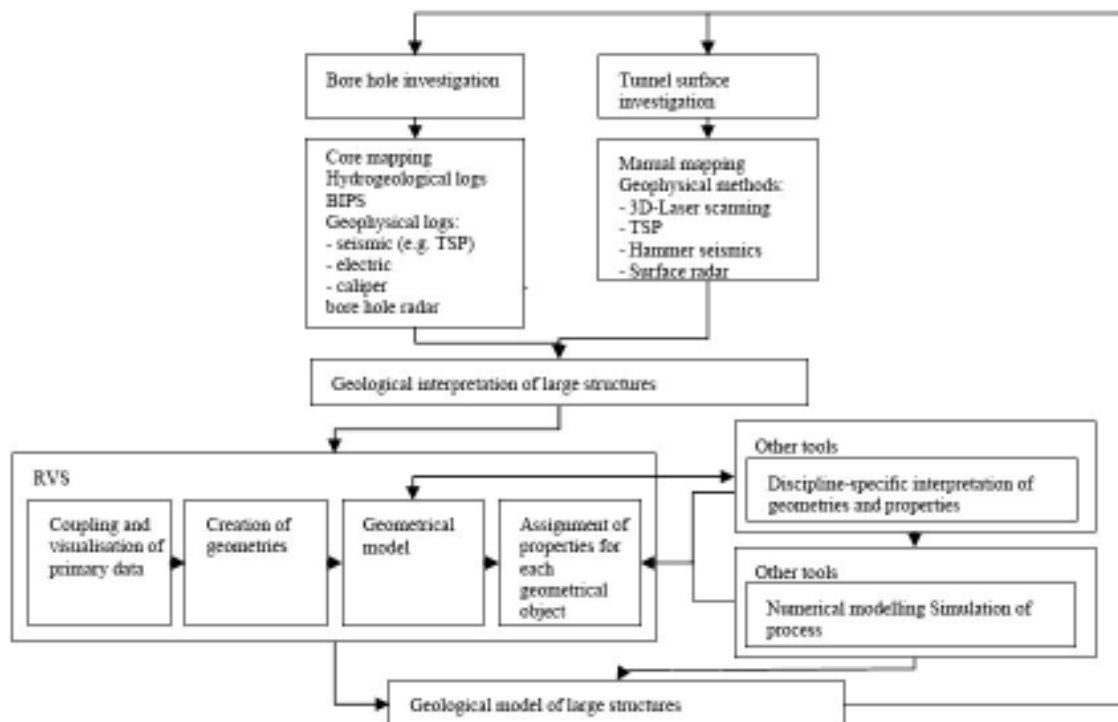 Bore hole investigation
Tunnel surface
investigation
Core mapping
Hydrogeological logs
BIPS
Geophysical logs:
- seismic (e.g. TSP)
- electric
- caliper
bore hole radar
Manual mapping
Geophysical methods:
- 3D-Laser scanning
- TSP
- Hammer seismics
- Surface radar
Geological interpretation of large structures
RVS
Coupling and
visualisation of
primary data
Creation of
geometries
Geometrical
model
Assignment of
properties for
each
geometrical
object
Other tools
Discipline-specific interpretation of
geometries and properties
Other tools
Numerical modelling Simulation of
process
Geological model of large structures